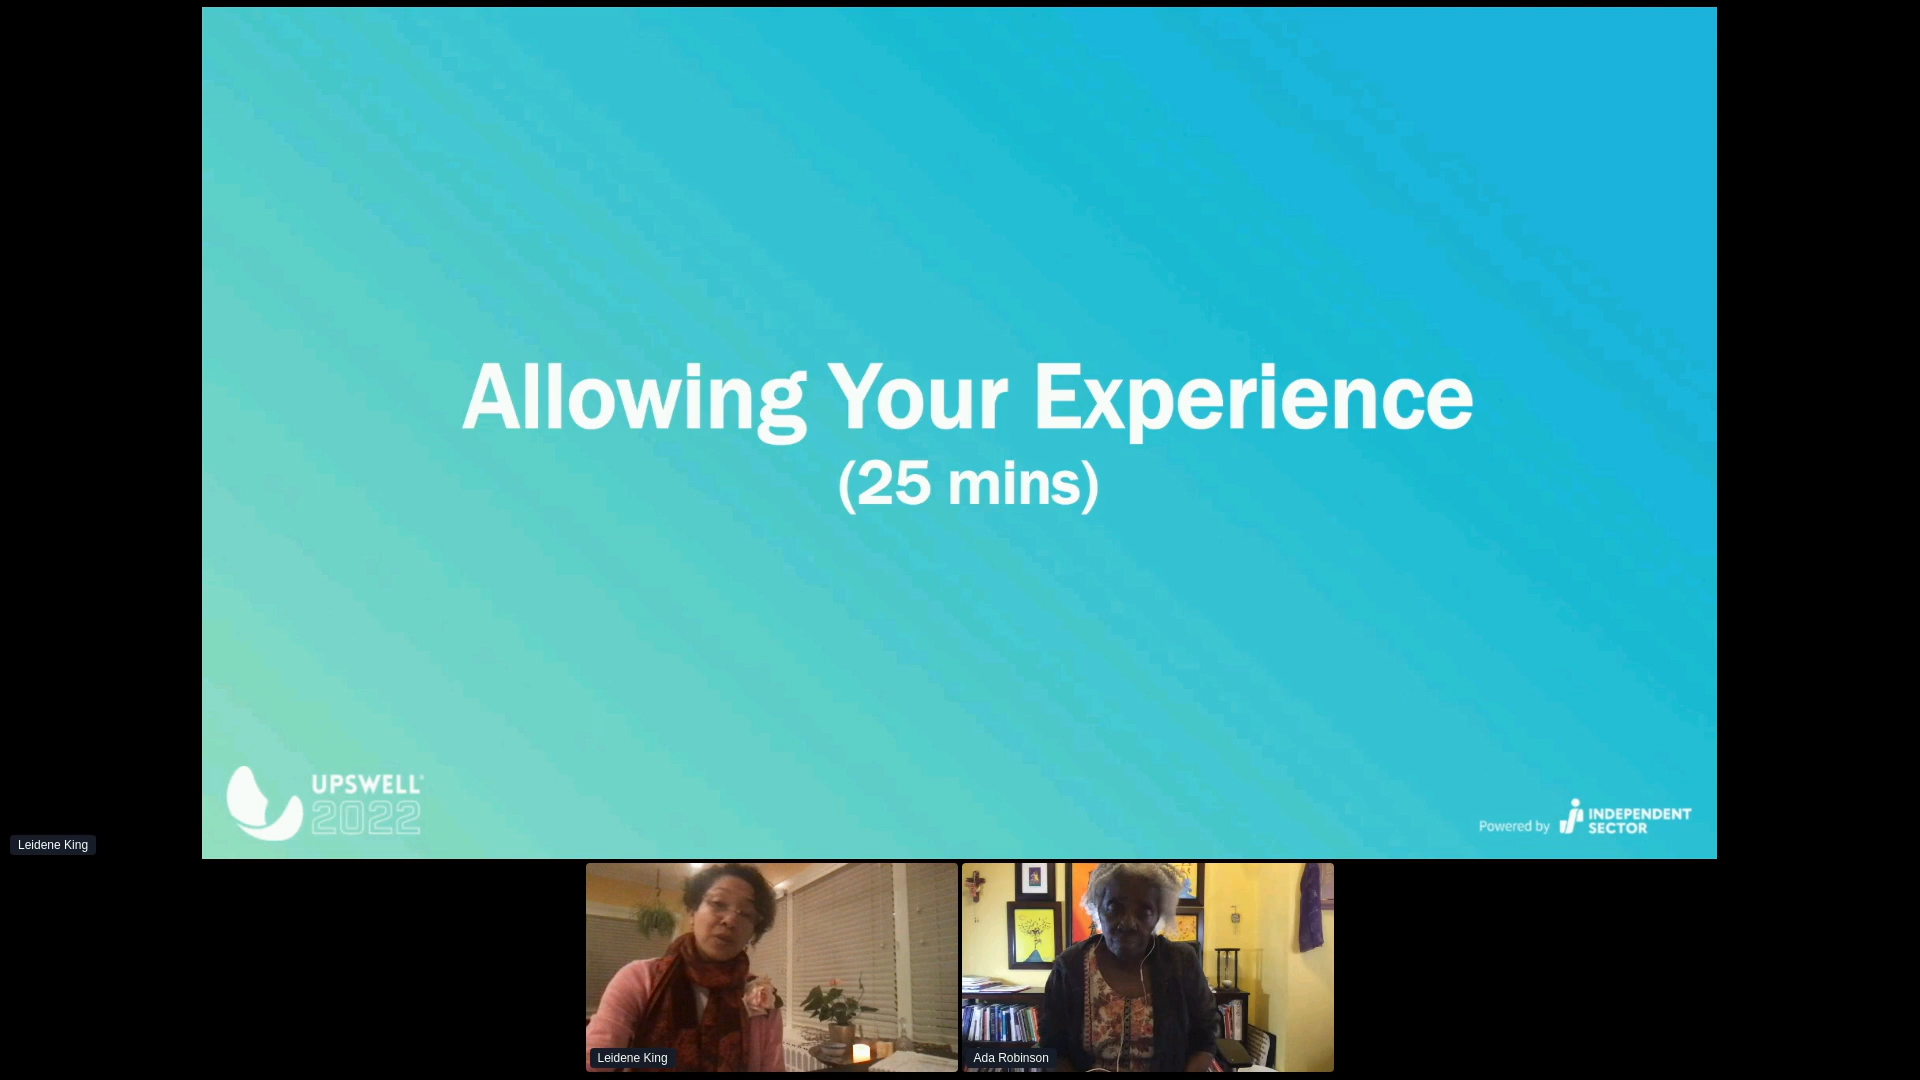 Allowing Your Experience
(25 mins)
UPSWELL
2022
Powered by
INDEPENDENT
SECTOR
Leidene King
Leidene King
Ada Robinson